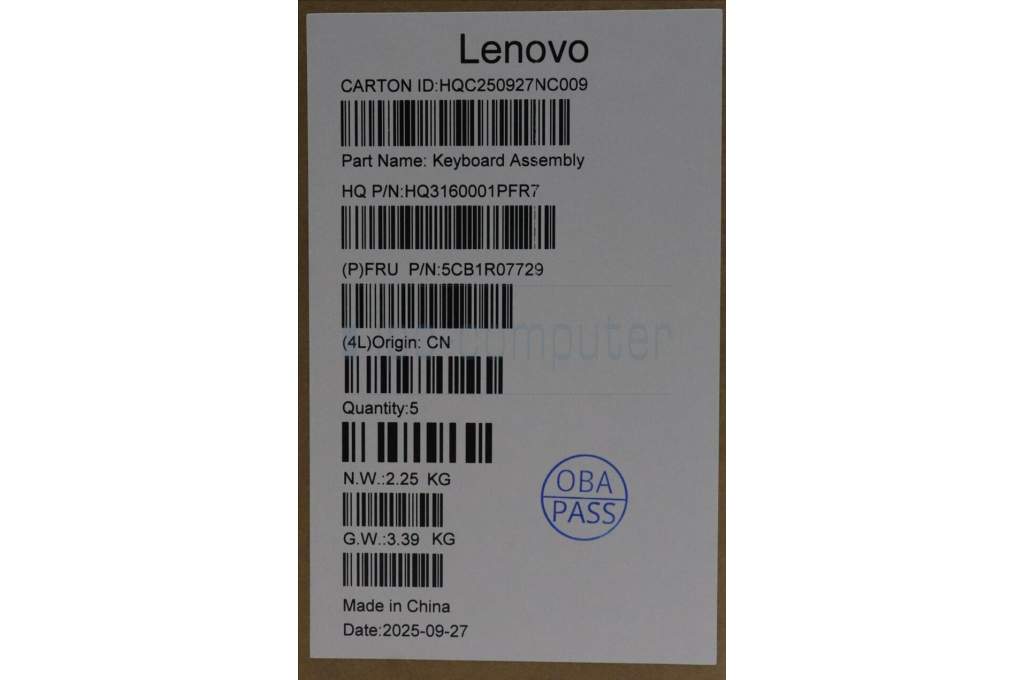 Lenovo
CARTON ID:HQC250927NC009
Part Name: Keyboard Assembly
HQ P/N:HQ3160001PFR7
(P)FRU P/N:5CB1R07729
(4L)Origin: CN
computer
Quantity:5
N.W.:2.25 KG
OBA
PASS
G.W.:3.39 KG
Made in China
Date:2025-09-27